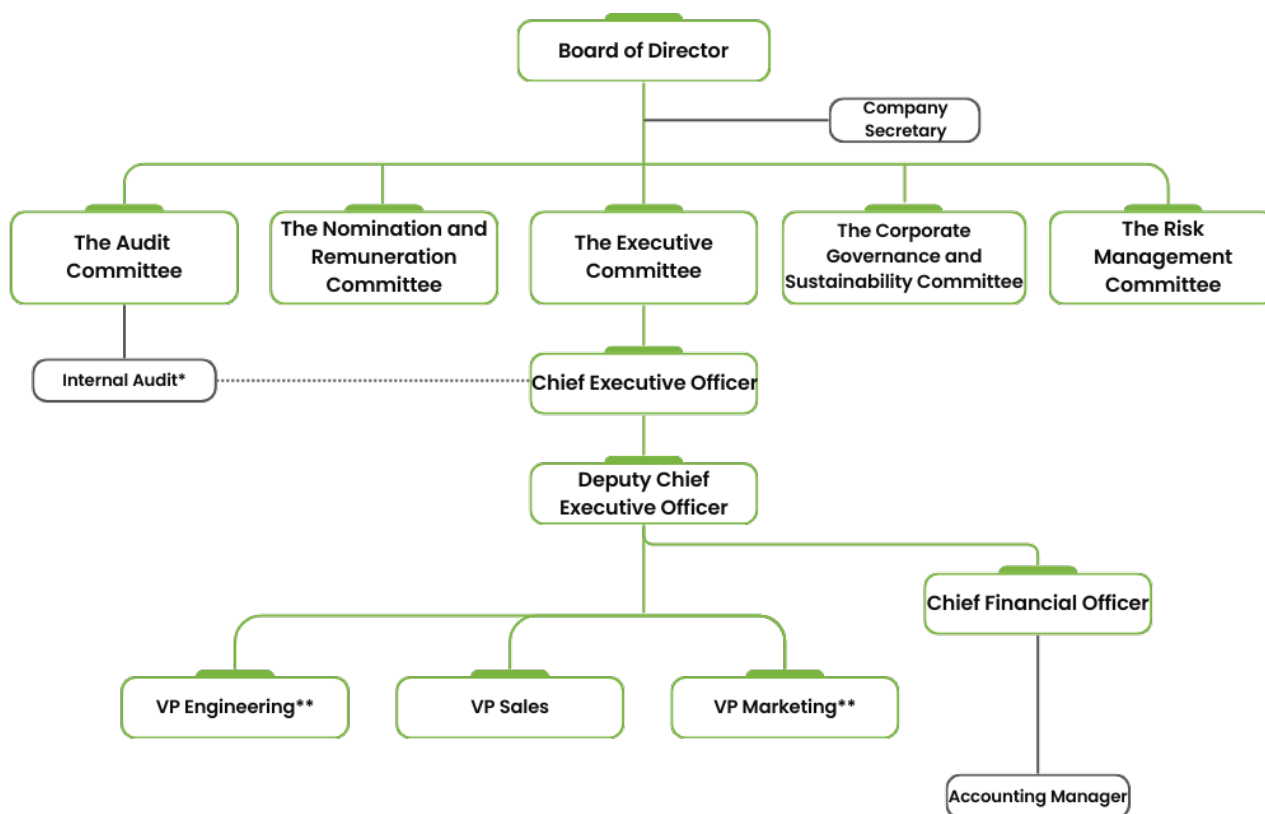 Board of Director
Company
Secretary
The Audit
Committee
The Nomination and
Remuneration
Committee
The Executive
Committee
The Corporate
Governance and
Sustainability Committee
The Risk
Management
Committee
Internal Audit*
Chief Executive Officer
Deputy Chief
Executive Officer
Chief Financial Officer
VP Engineering**
VP Sales
VP Marketing**
Accounting Manager